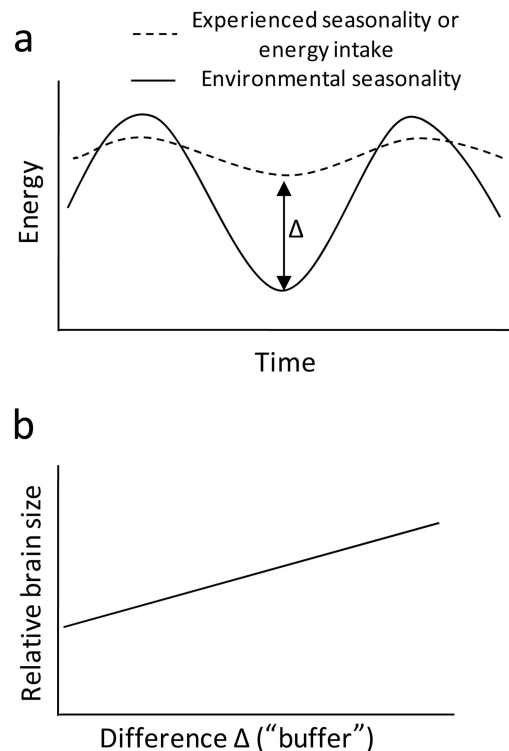 a
Experienced seasonality or
energy intake
Environmental seasonality
Energy
Δ
Time
b
Relative brain size
Difference Δ (“buffer”)